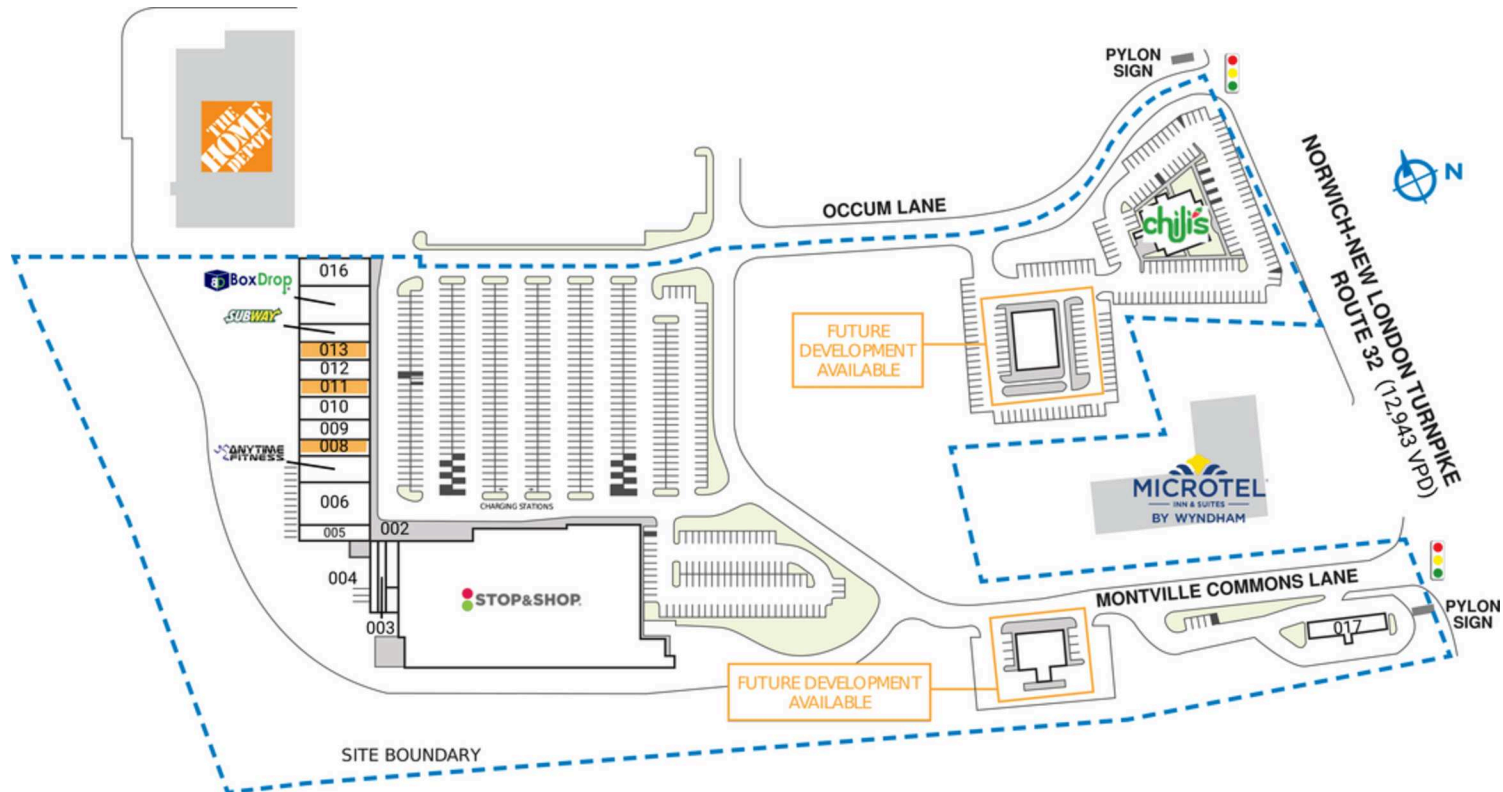 PYLON
SIGN
THE
HOME
DEPOT
NORWICH-NEW LONDON TURNPIKE
ROUTE 32 (12,943 VPD)
N
OCCUM LANE
chili's
BoxDrop
016
SUBWAY
013
012
011
010
009
008
ANYTIME
FITNESS
006
005
002
004
003
CHARGING STATIONS
STOP&SHOP.
FUTURE
DEVELOPMENT
AVAILABLE
MICROTEL
INN & SUITES
BY WYNDHAM
MONTVILLE COMMONS LANE
017
PYLON
SIGN
FUTURE DEVELOPMENT
AVAILABLE
SITE BOUNDARY